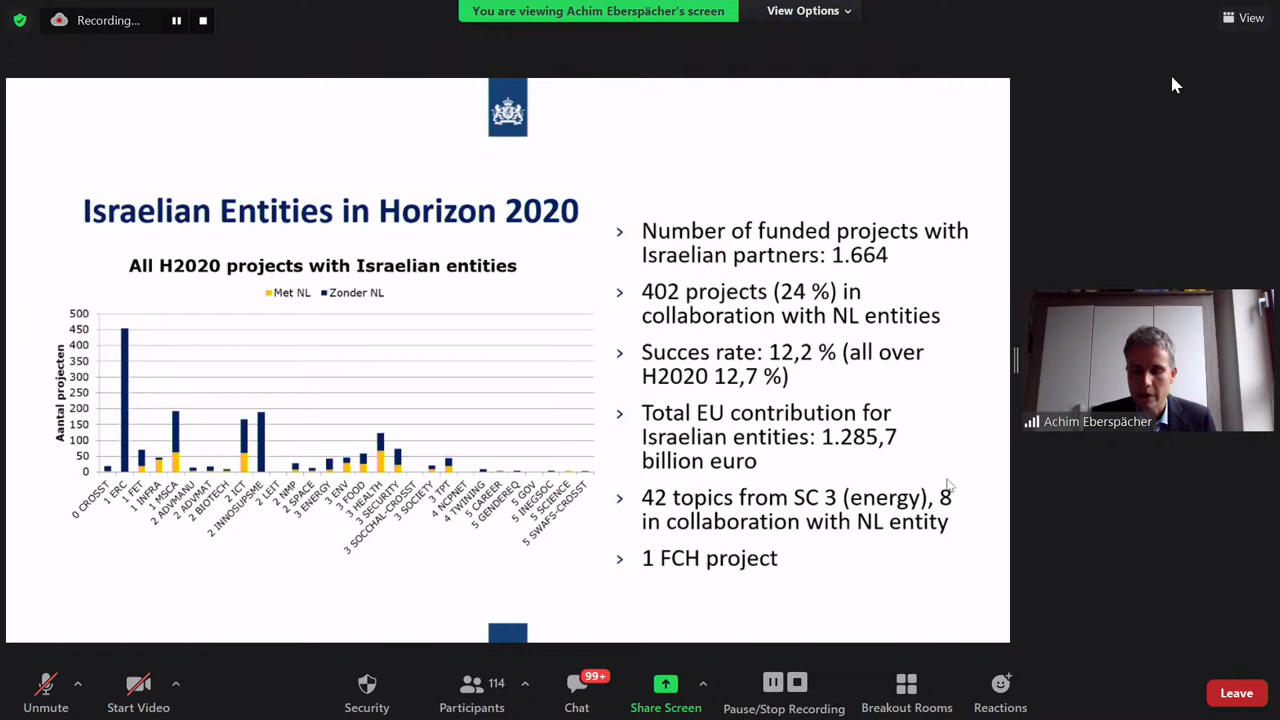 Recording...
You are viewing Achim Eberspächer's screen
View Options
View
Israelian Entities in Horizon 2020
All H2020 projects with Israelian entities
Met NL
Zonder NL
Aantal projecten
500
450
400
350
300
250
200
150
100
50
0
0 CROSST
1 ERC
1 FET
1 INFRA
1 MSCA
2 ADVMANU
2 ADVMAT
2 BIOTECH
2 ICT
2 INNOSUPSME
2 LEIT
2 NMP
2 SPACE
3 ENERGY
3 ENV
3 FOOD
3 HEALTH
3 SECURITY
3 SOCCHAL-CROSST
3 SOCIETY
3 TPT
4 NCPNET
4 TWINING
5 CAREER
5 GENDEREQ
5 GOV
5 INEGSOC
5 SCIENCE
5 SWAFS-CROSST
› Number of funded projects with
Israelian partners: 1.664
› 402 projects (24 %) in
collaboration with NL entities
› Succes rate: 12,2 % (all over
H2020 12,7 %)
› Total EU contribution for
Israelian entities: 1.285,7
billion euro
› 42 topics from SC 3 (energy), 8
in collaboration with NL entity
› 1 FCH project
Achim Eberspächer
Unmute
Start Video
Security
114
Participants
99+
Chat
Share Screen
Pause/Stop Recording
Breakout Rooms
Reactions
Leave